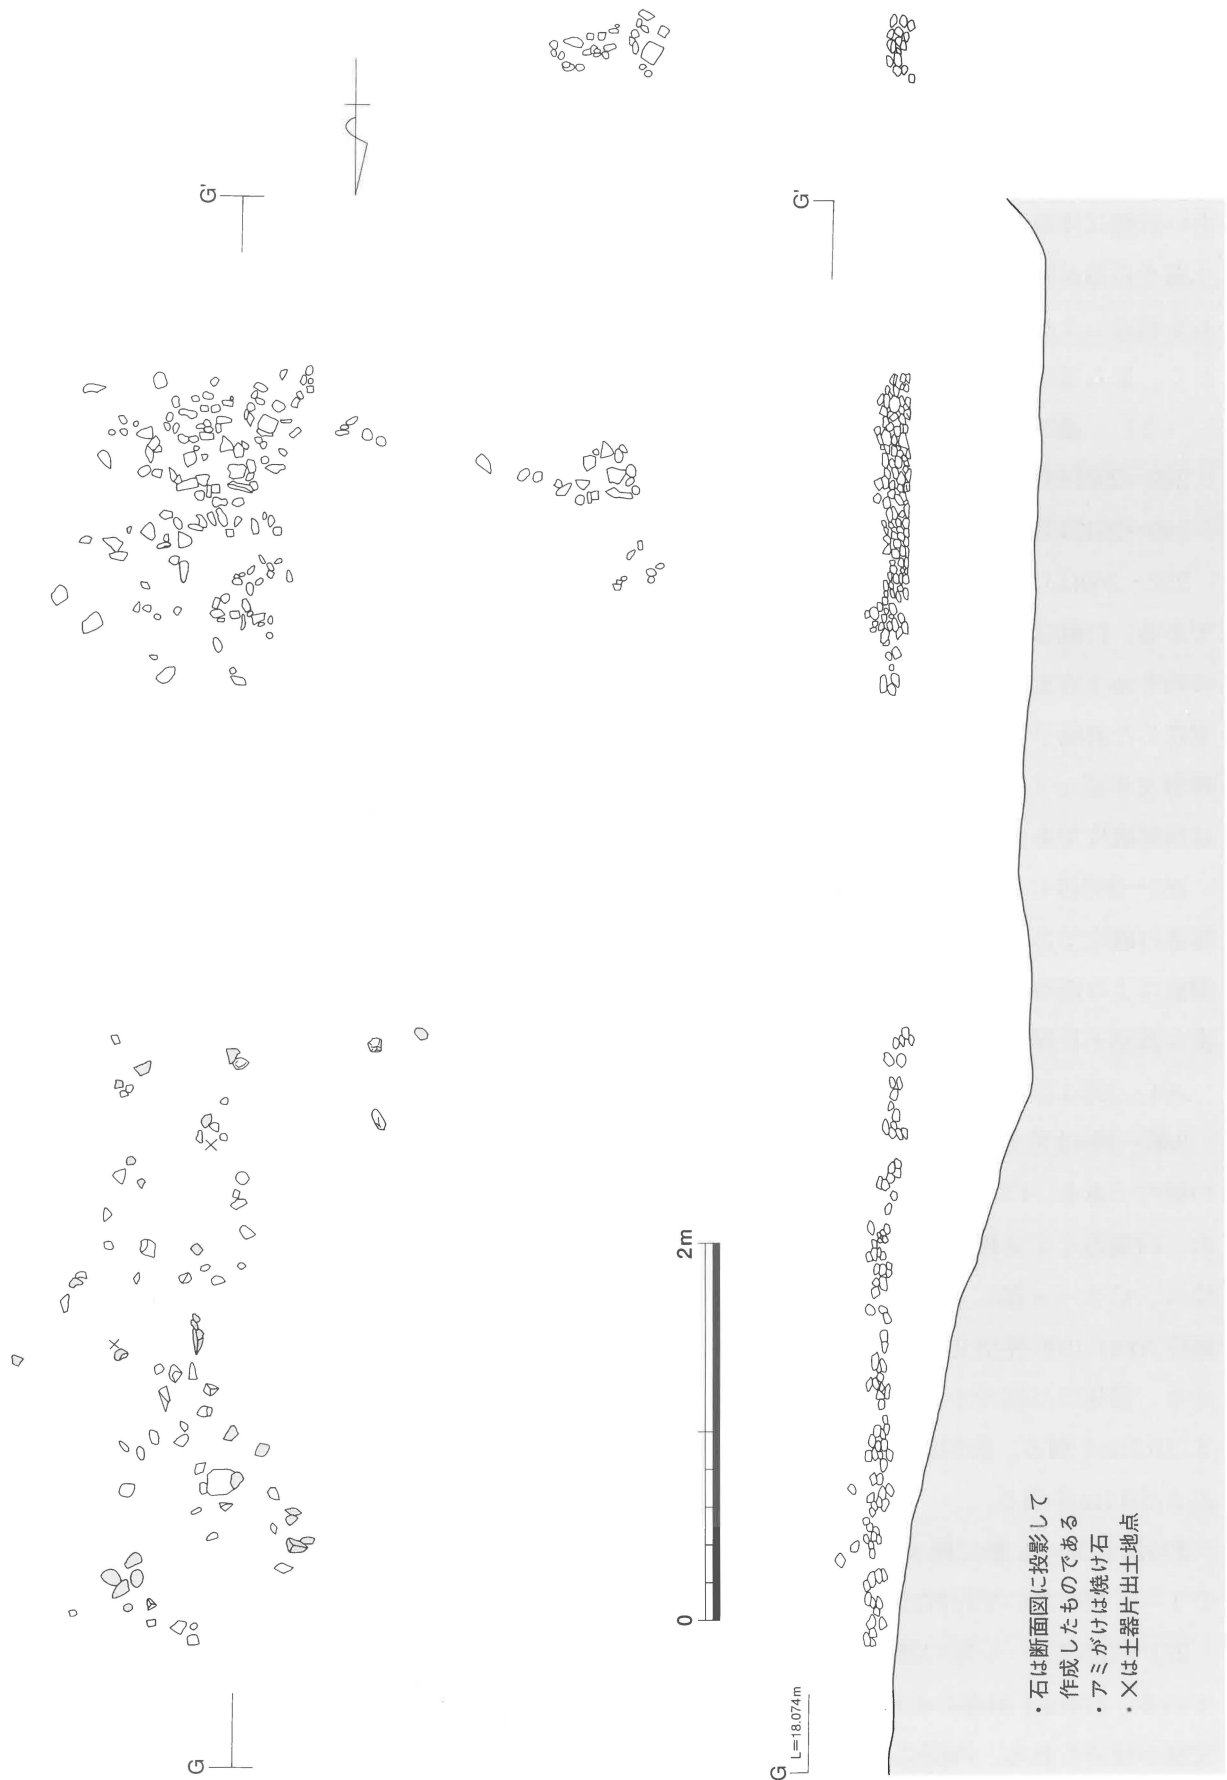 G
G'
G
L=18.074m
G'
0
2m
・石は断面図に投影して
作成したものである
・アミがけは焼け石
・×は土器片出土地点